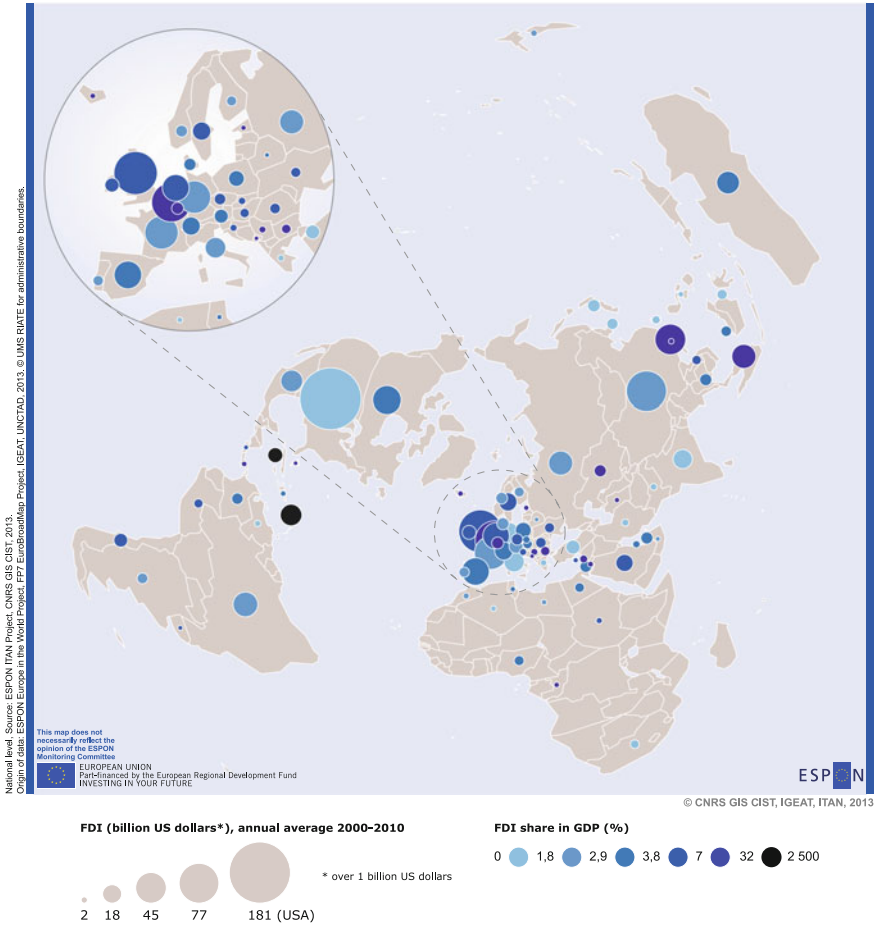 National level. Source: ESPON ITAN Project, CNRS GIS CIST, 2013.
Origin of data: ESPON Europe in the World Project, FP7 EuroBroadMap Project, IGEAT, UNCTAD, 2013. © UMS RIATE for administrative boundaries.
This map does not
necessarily reflect the
opinion of the ESPON
Monitoring Committee
EUROPEAN UNION
Part-financed by the European Regional Development Fund
INVESTING IN YOUR FUTURE
ESPON
© CNRS GIS CIST, IGEAT, ITAN, 2013
FDI (billion US dollars*), annual average 2000–2010
* over 1 billion US dollars
2 18 45 77 181 (USA)
FDI share in GDP (%)
0 1,8 2,9 3,8 7 32 2 500